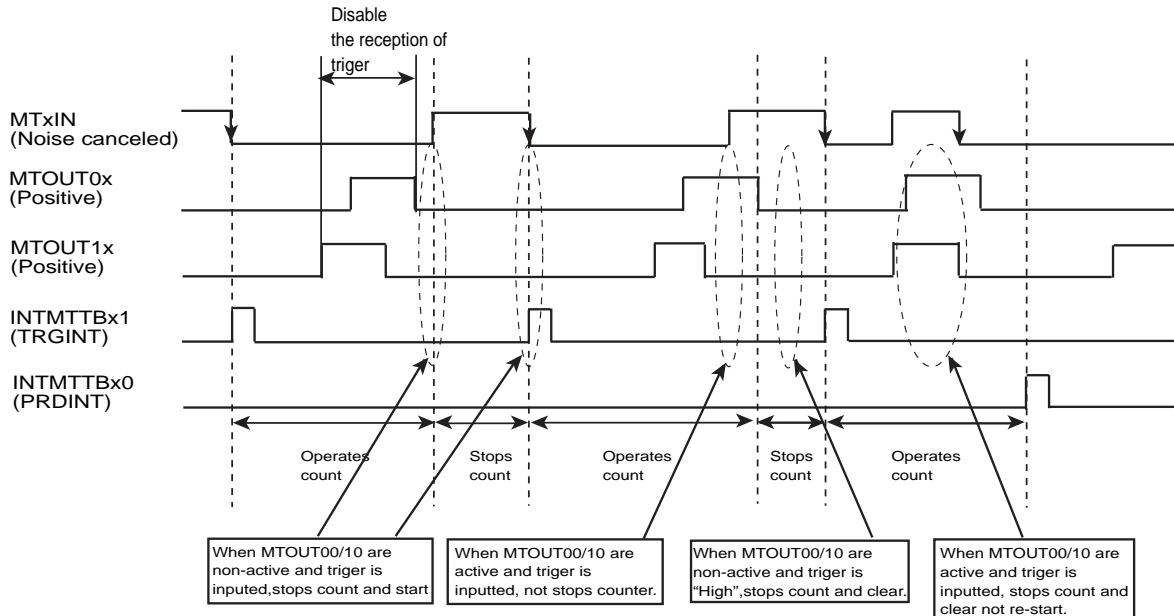 Disable
the reception of
triger
MTxIN
(Noise canceled)
MTOUT0x
(Positive)
MTOUT1x
(Positive)
INTMTTBx1
(TRGINT)
INTMTTBx0
(PRDINT)
Operates
count
Stops
count
Operates
count
Stops
count
Operates
count
When MTOUT00/10 are
non-active and triger is
inputed,stops count and start
When MTOUT00/10 are
active and triger is
inputted, not stops counter.
When MTOUT00/10 are
non-active and triger is
“High”,stops count and clear.
When MTOUT00/10 are
active and triger is
inputted, stops count and
clear not re-start.